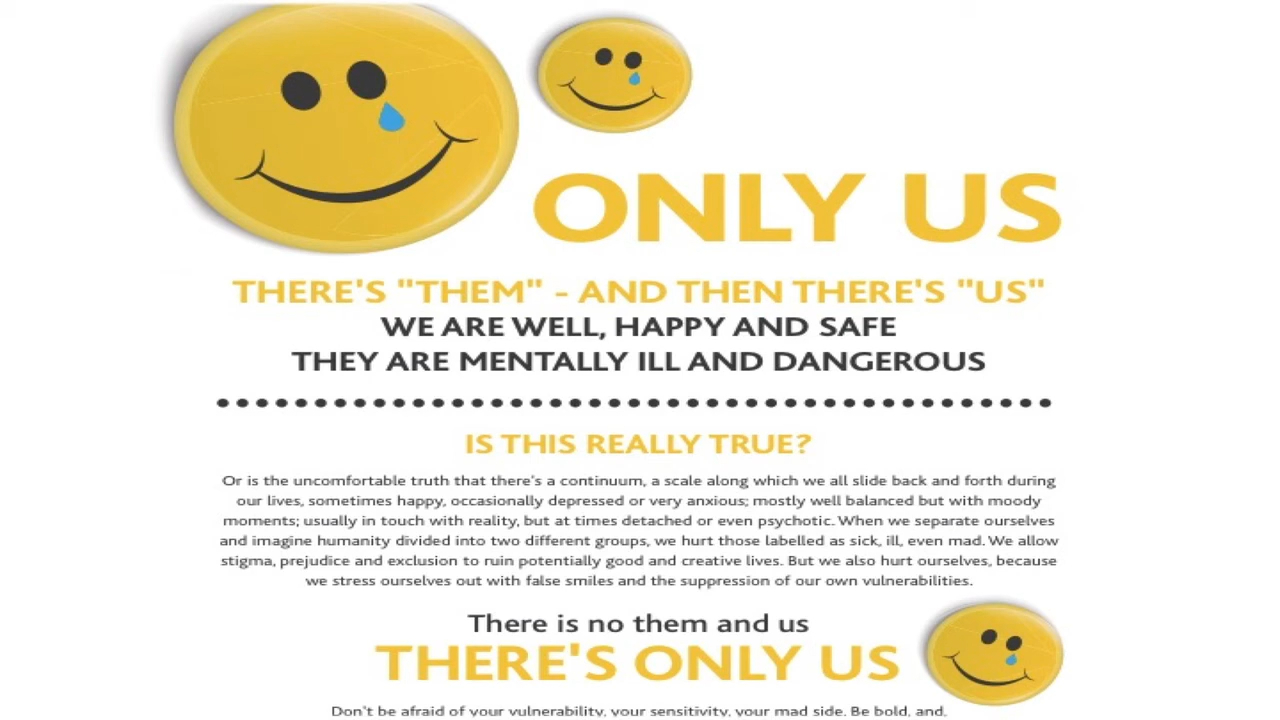 ONLY US
THERE'S "THEM" - AND THEN THERE'S "US"
WE ARE WELL, HAPPY AND SAFE
THEY ARE MENTALLY ILL AND DANGEROUS
IS THIS REALLY TRUE?
Or is the uncomfortable truth that there's a continuum, a scale along which we all slide back and forth during
our lives, sometimes happy, occasionally depressed or very anxious; mostly well balanced but with moody
moments; usually in touch with reality, but at times detached or even psychotic. When we separate ourselves
and imagine humanity divided into two different groups, we hurt those labelled as sick, ill, even mad. We allow
stigma, prejudice and exclusion to ruin potentially good and creative lives. But we also hurt ourselves, because
we stress ourselves out with false smiles and the suppression of our own vulnerabilities.
There is no them and us
THERE'S ONLY US
Don't be afraid of your vulnerability, your sensitivity, your mad side. Be bold, and,